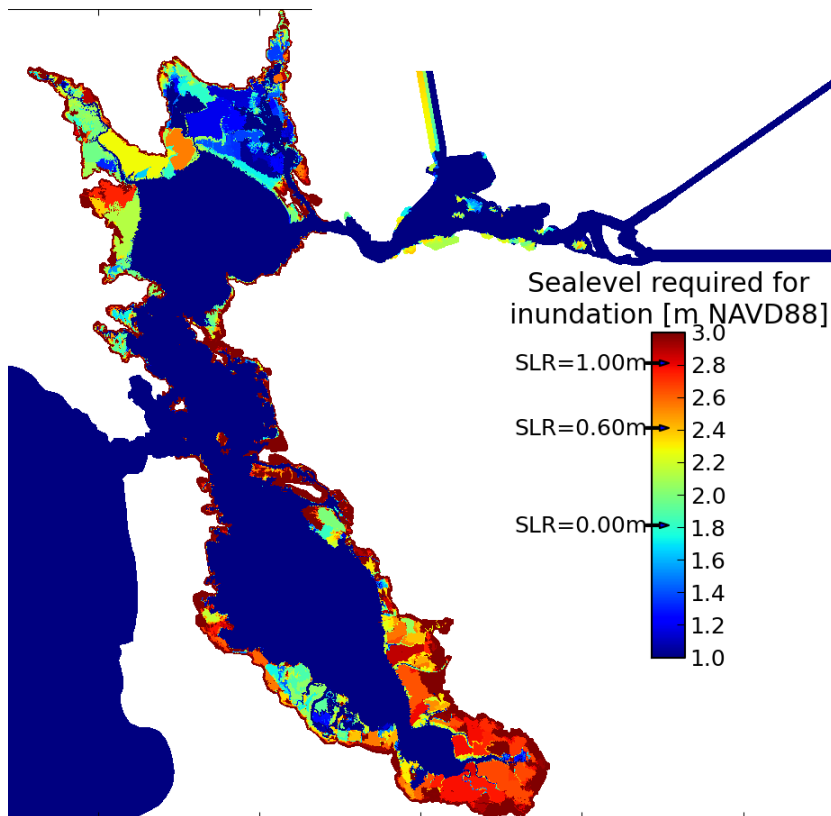 Sealevel required for
inundation [m NAVD88]
3.0
SLR=1.00m
2.8
2.6
SLR=0.60m
2.4
2.2
2.0
SLR=0.00m
1.8
1.6
1.4
1.2
1.0